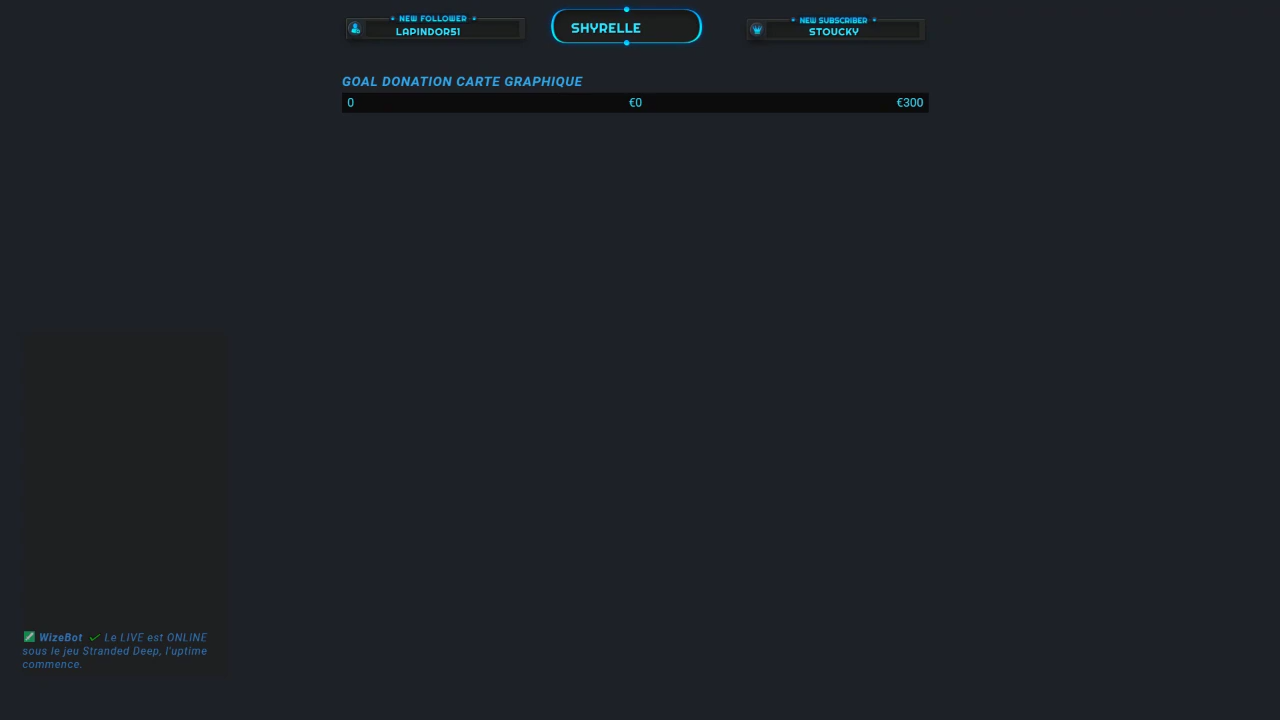 NEW FOLLOWER
LAPINDOR51
SHYRELLE
NEW SUBSCRIBER
STOUCKY
GOAL DONATION CARTE GRAPHIQUE
0 €0 €300
WizeBot Le LIVE est ONLINE
sous le jeu Stranded Deep, l'uptime
commence.